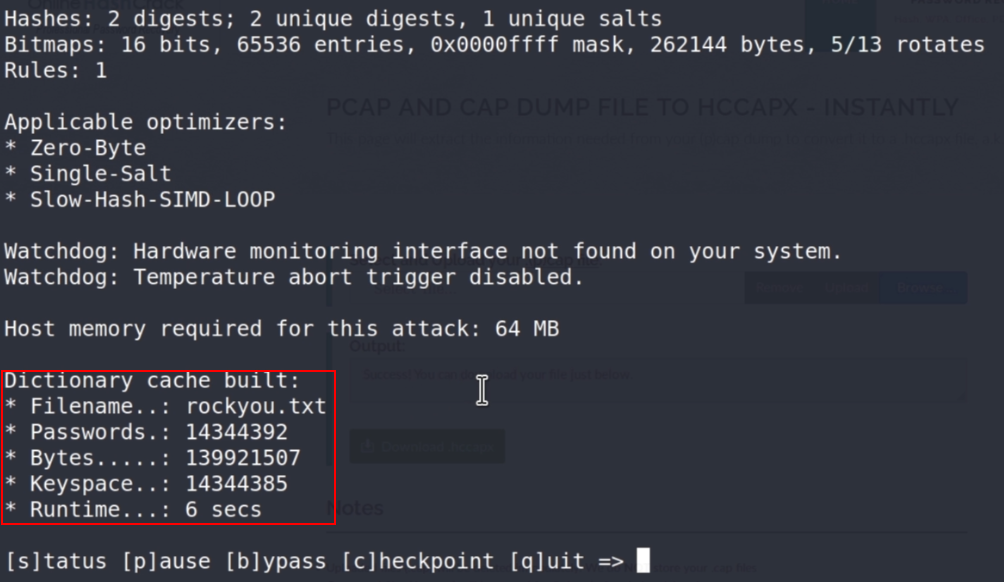 Hashes: 2 digests; 2 unique digests, 1 unique salts
Bitmaps: 16 bits, 65536 entries, 0x0000ffff mask, 262144 bytes, 5/13 rotates
Rules: 1
PCAP AND CAP DUMP FILE TO HCCAPX - INSTANTLY
Applicable optimizers:
* Zero-Byte
* Single-Salt
* Slow-Hash-SIMD-LOOP
Watchdog: Hardware monitoring interface not found on your system.
Watchdog: Temperature abort trigger disabled.
Browse
Host memory required for this attack: 64 MB
Output:
Dictionary cache built:
* Filename..: rockyou.txt
* Passwords.: 14344392
* Bytes.....: 139921507
* Keyspace..: 14344385
* Runtime...: 6 secs
Notes
[s]tatus [p]ause [b]ypass [c]heckpoint [q]uit =>